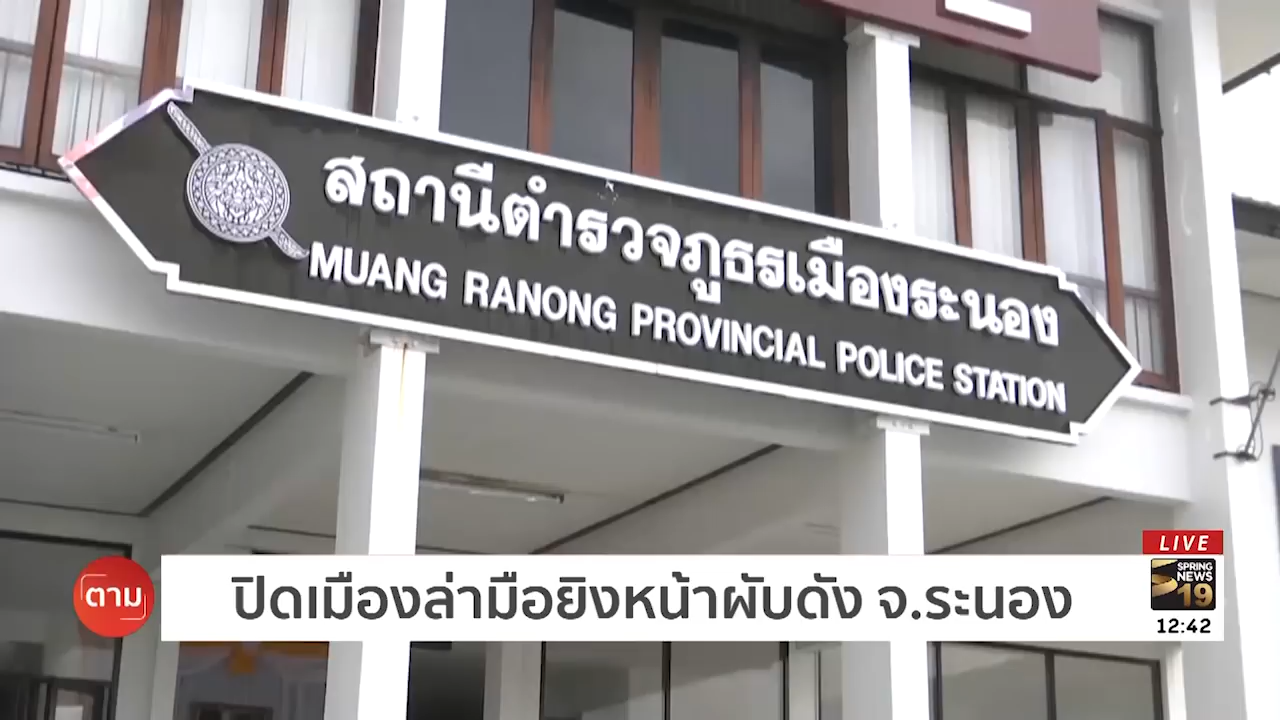 สถานีตำรวจภูธรเมืองระนอง
MUANG RANONG PROVINCIAL POLICE STATION
LIVE
SPRING
NEWS
19
12:42
ตาม
ปิดเมืองล่ามือยิงหน้าผับดัง จ.ระนอง